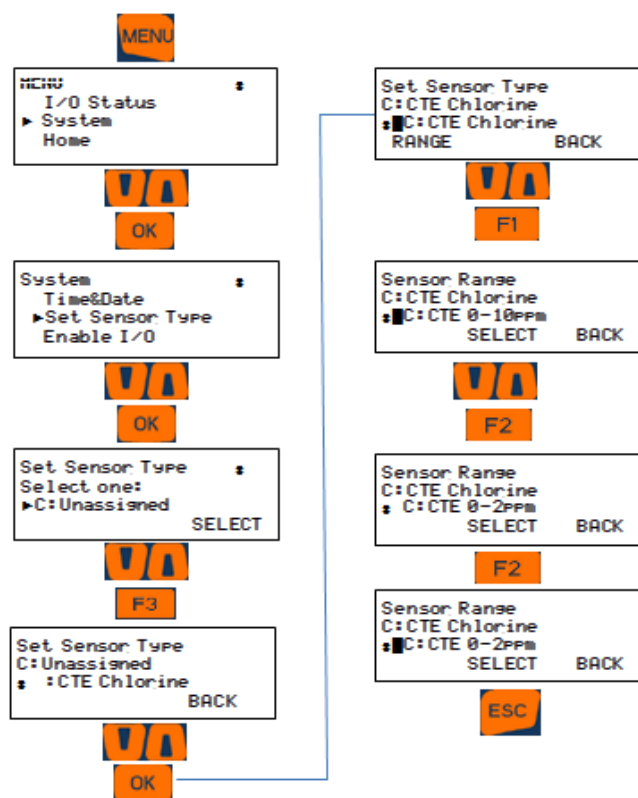 MENU
MENU
I/O Status
System
Home
OK
System
Time&Date
Set Sensor Type
Enable I/O
OK
Set Sensor Type
Select one:
C:Unassigned
SELECT
F3
Set Sensor Type
C:Unassigned
:CTE Chlorine
BACK
OK
Set Sensor Type
C:CTE Chlorine
C:CTE Chlorine
RANGE BACK
F1
Sensor Range
C:CTE Chlorine
C:CTE 0-10ppm
SELECT BACK
F2
Sensor Range
C:CTE Chlorine
C:CTE 0-2ppm
SELECT BACK
F2
Sensor Range
C:CTE Chlorine
C:CTE 0-2ppm
SELECT BACK
ESC